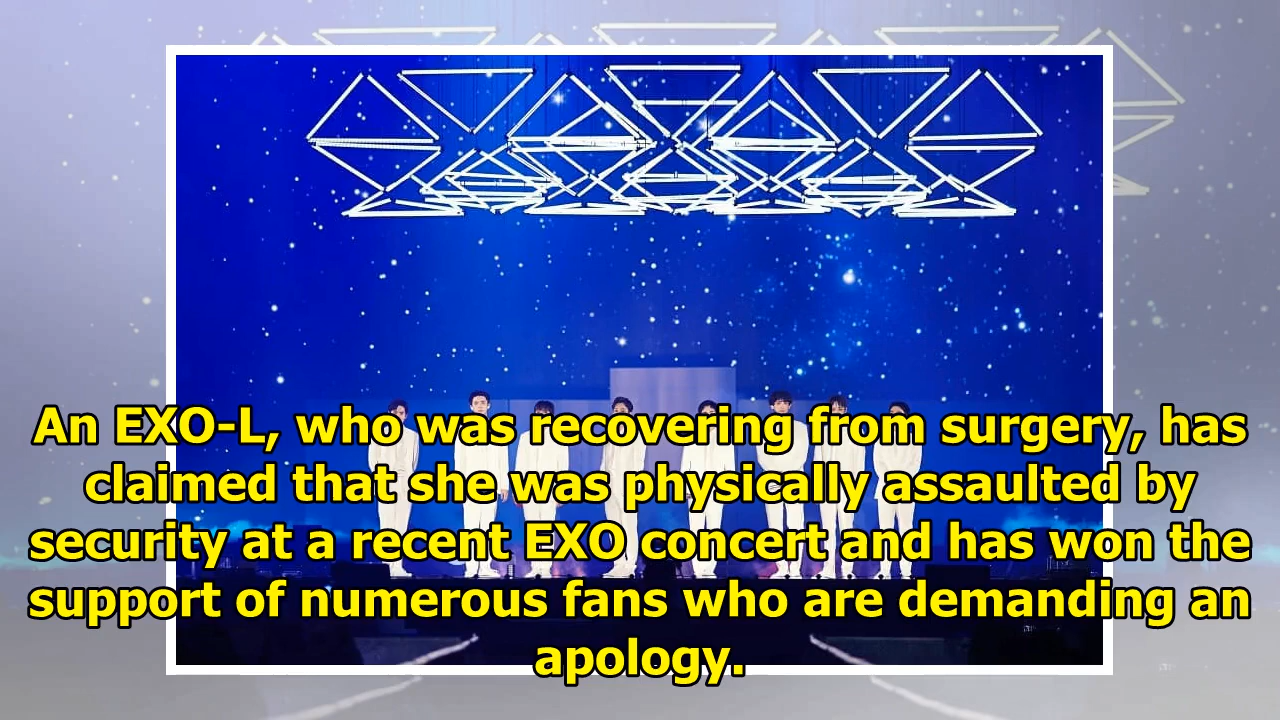 An EXO-L, who was recovering from surgery, has
claimed that she was physically assaulted by
security at a recent EXO concert and has won the
support of numerous fans who are demanding an
apology.